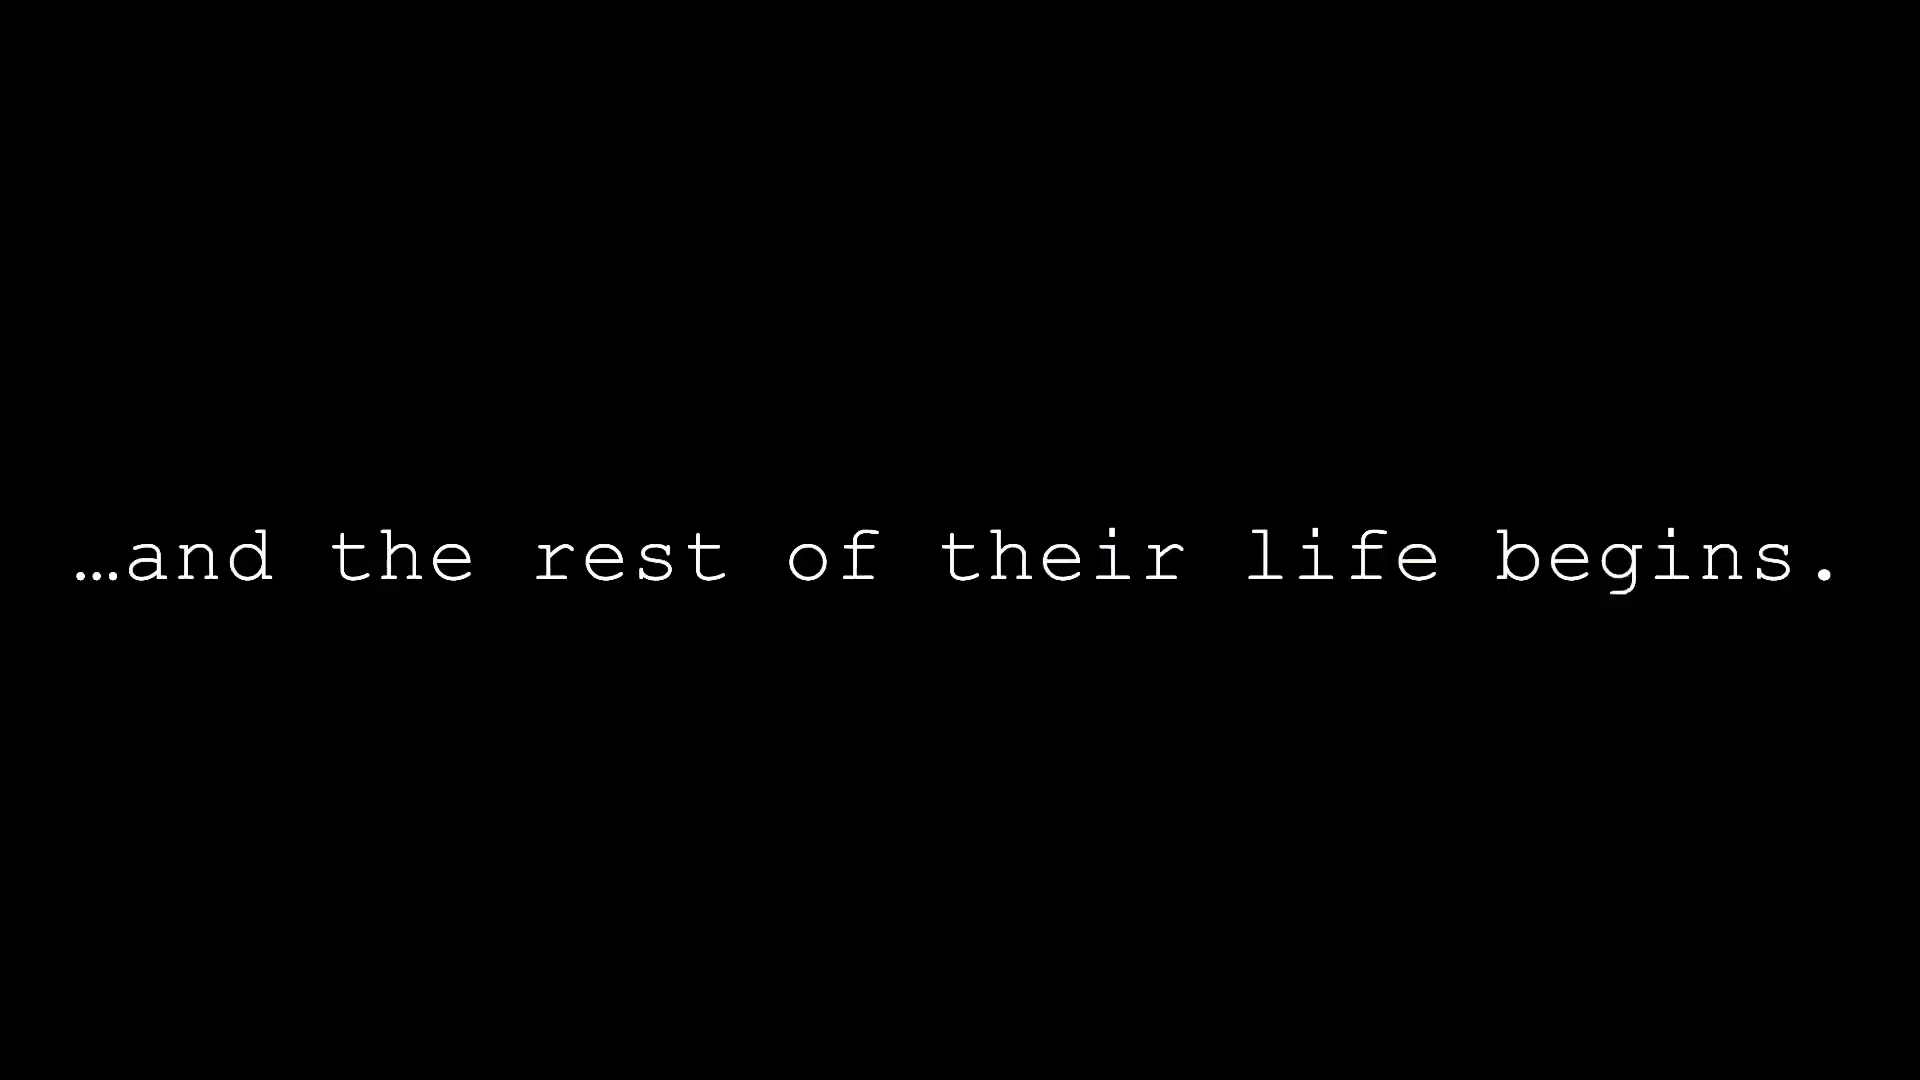 …and the rest of their life begins.